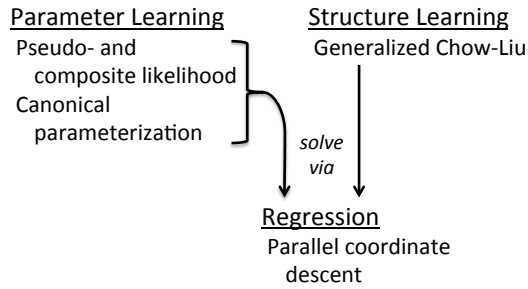 Parameter Learning
Pseudo- and
composite likelihood
Canonical
parameterization
Structure Learning
Generalized Chow-Liu
solve
via
Regression
Parallel coordinate
descent